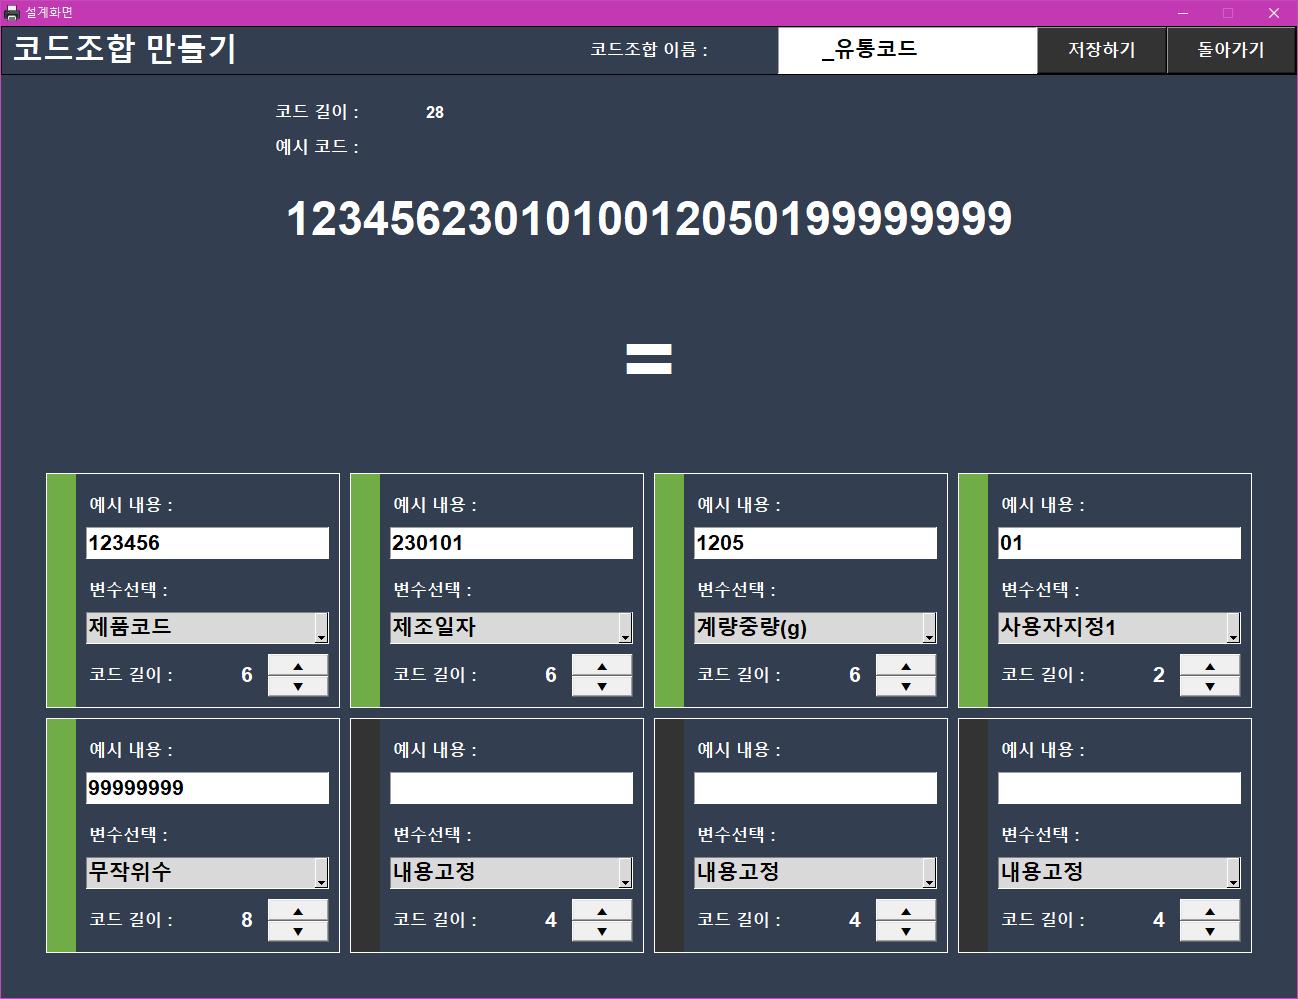 설계화면
코드조합 만들기
코드조합 이름 :
_유통코드
저장하기
돌아가기
코드 길이 : 28
예시 코드 :
1234562301010012050199999999
=
예시 내용 :
123456
변수선택 :
제품코드
코드 길이 : 6
예시 내용 :
230101
변수선택 :
제조일자
코드 길이 : 6
예시 내용 :
1205
변수선택 :
계량중량(g)
코드 길이 : 6
예시 내용 :
01
변수선택 :
사용자지정1
코드 길이 : 2
예시 내용 :
99999999
변수선택 :
무작위수
코드 길이 : 8
예시 내용 :
변수선택 :
내용고정
코드 길이 : 4
예시 내용 :
변수선택 :
내용고정
코드 길이 : 4
예시 내용 :
변수선택 :
내용고정
코드 길이 : 4